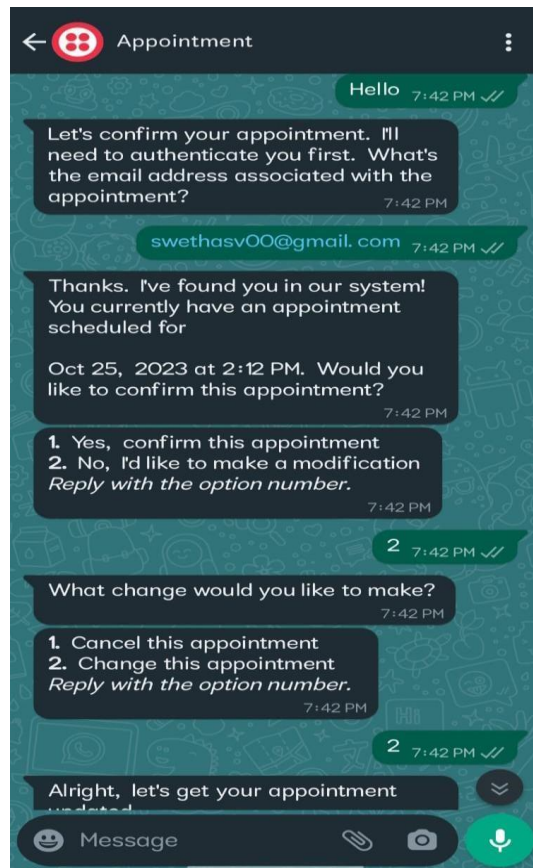 Appointment
Hello 7:42 PM
Let's confirm your appointment. I'll
need to authenticate you first. What's
the email address associated with the
appointment?
7:42 PM
swethasv00@gmail. com 7:42 PM
Thanks. I've found you in our system!
You currently have an appointment
scheduled for
Oct 25, 2023 at 2:12 PM. Would you
like to confirm this appointment?
7:42 PM
1. Yes, confirm this appointment
2. No, I'd like to make a modification
Reply with the option number.
7:42 PM
2 7:42 PM
What change would you like to make?
7:42 PM
1. Cancel this appointment
2. Change this appointment
Reply with the option number.
7:42 PM
2 7:42 PM
Alright, let's get your appointment
updated
Message